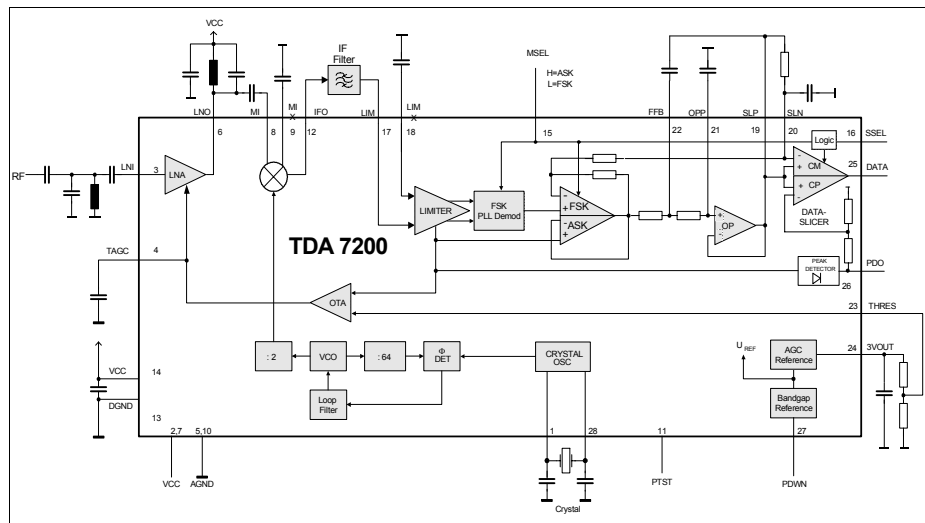 VCC
IF
Filter
MSEL
H=ASK
L=FSK
LNO
MI
MI
X
IFO
LIM
LIM
X
FFB
OPP
SLP
SLN
6
8
9
12
17
18
15
22
21
19
20
16
SSEL
Logic
RF
LNI
3
LNA
LIMITER
FSK
PLL Demod
-
+
FSK
-
ASK
+
+
OP
-
-
+
CM
+
CP
-
25
DATA
DATA-
SLICER
TDA 7200
TAGC
4
OTA
PEAK
DETECTOR
PDO
26
23
THRES
: 2
VCO
: 64
Φ
DET
CRYSTAL
OSC
Loop
Filter
U REF
AGC
Reference
24
3VOUT
Bandgap
Reference
VCC
14
DGND
13
2,7
5,10
1
28
11
27
VCC
AGND
Crystal
PTST
PDWN